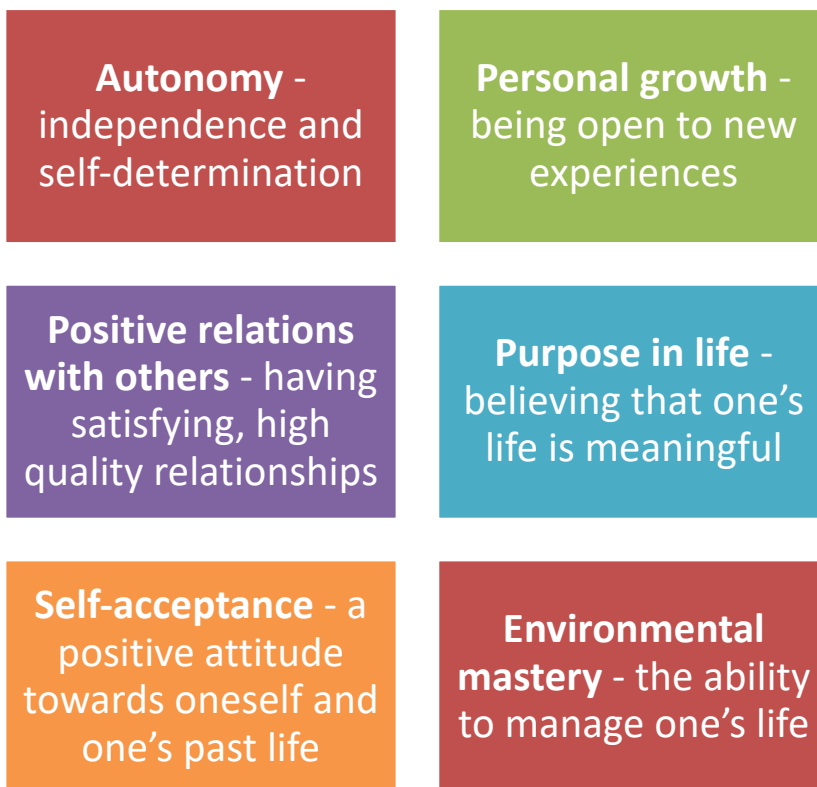 Autonomy -
independence and
self-determination
Personal growth -
being open to new
experiences
Positive relations
with others - having
satisfying, high
quality relationships
Purpose in life -
believing that one’s
life is meaningful
Self-acceptance - a
positive attitude
towards oneself and
one’s past life
Environmental
mastery - the ability
to manage one’s life